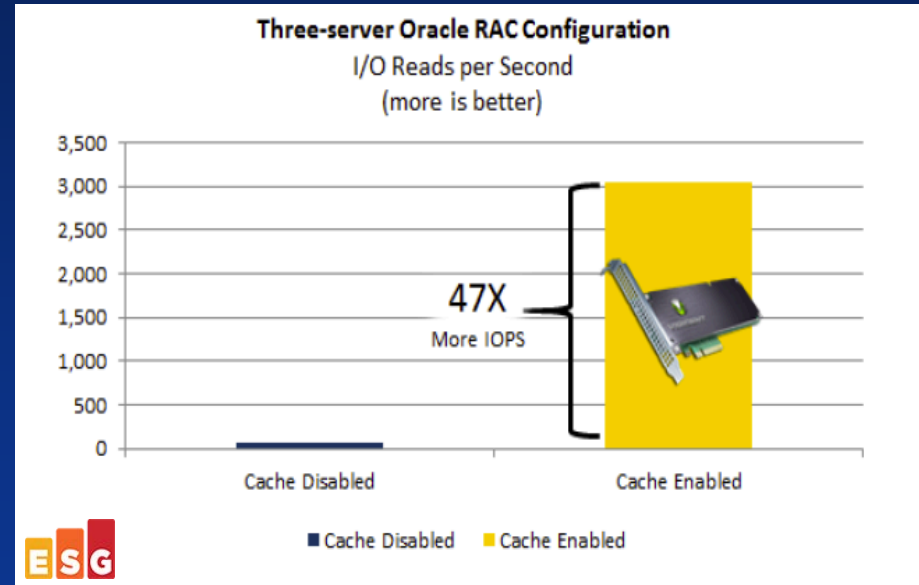 Three-server Oracle RAC Configuration
I/O Reads per Second
(more is better)
3,500
3,000
2,500
2,000
1,500
1,000
500
0
47X
More IOPS
Cache Disabled
Cache Enabled
Cache Disabled
Cache Enabled
ESG